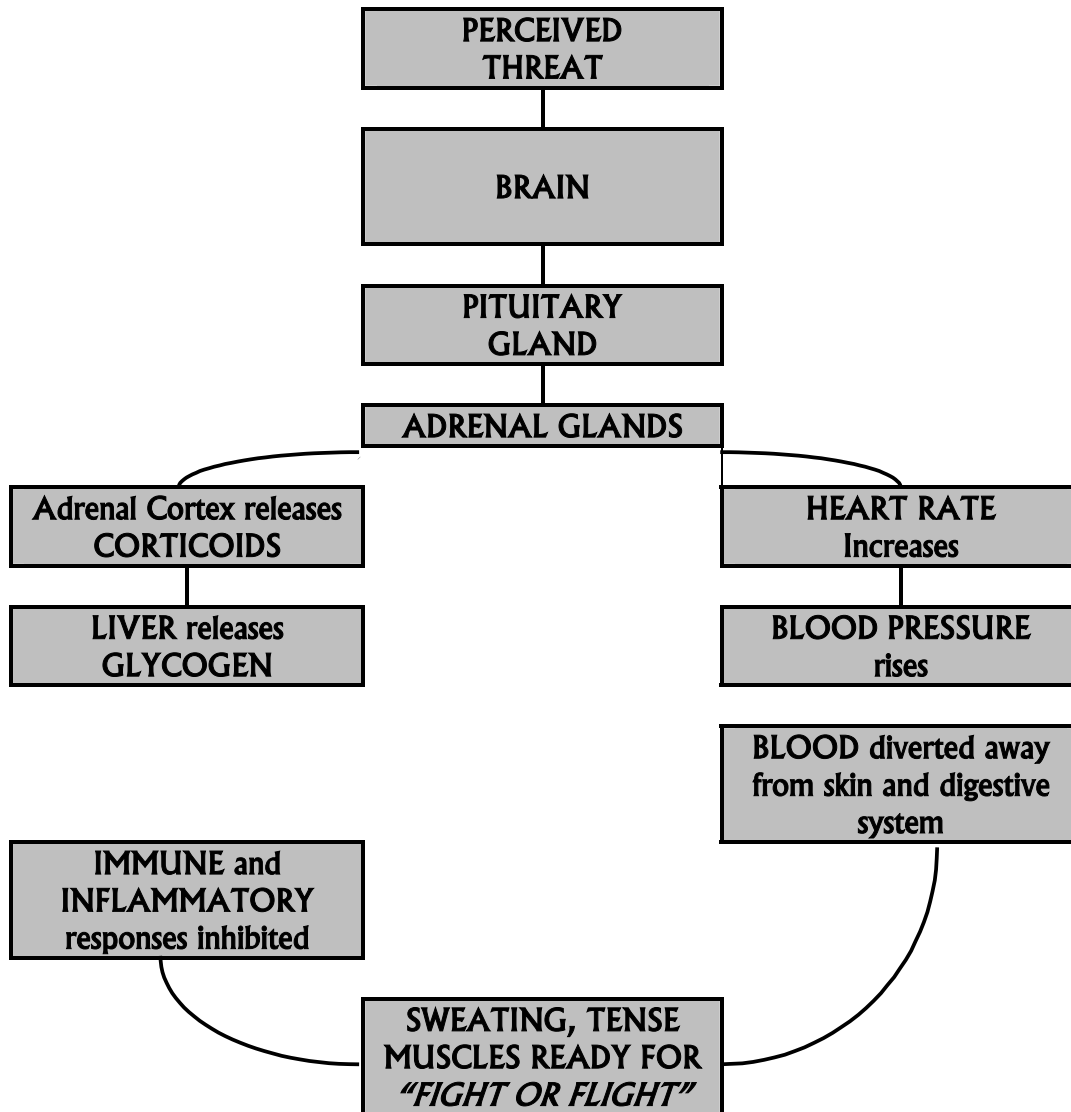 PERCEIVED
THREAT
BRAIN
PITUITARY
GLAND
ADRENAL GLANDS
Adrenal Cortex releases
CORTICOIDS
HEART RATE
Increases
LIVER releases
GLYCOGEN
BLOOD PRESSURE
rises
BLOOD diverted away
from skin and digestive
system
IMMUNE and
INFLAMMATORY
responses inhibited
SWEATING, TENSE
MUSCLES READY FOR
“FIGHT OR FLIGHT”